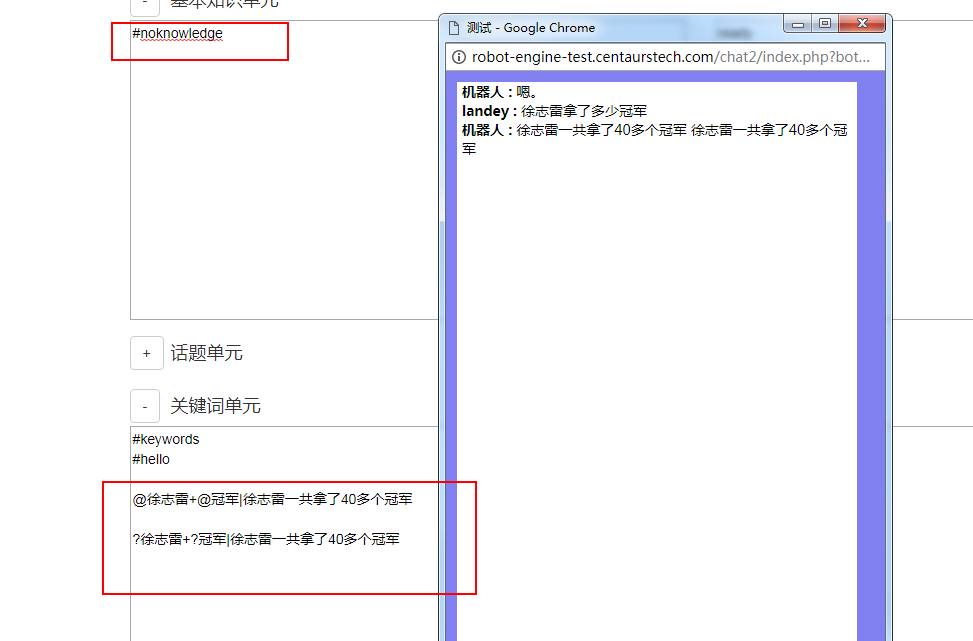 - 基本知识单元
#noknowledge
+ 话题单元
- 关键词单元
#keywords
#hello
@徐志雷+@冠军|徐志雷一共拿了40多个冠军
?徐志雷+?冠军|徐志雷一共拿了40多个冠军
测试 - Google Chrome
robot-engine-test.centaurstech.com/chat2/index.php?bot...
机器人 : 嗯。
landey : 徐志雷拿了多少冠军
机器人 : 徐志雷一共拿了40多个冠军 徐志雷一共拿了40多个冠
军